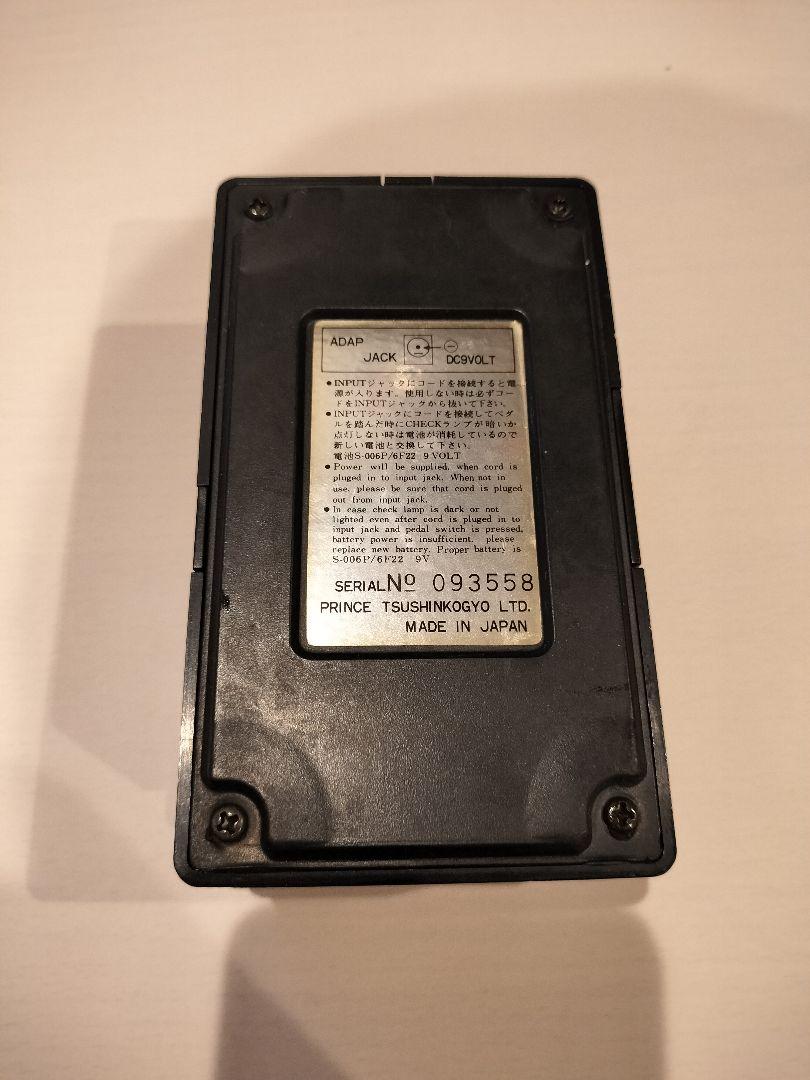 ADAP
JACK DC9VOLT
●INPUTジャックにコードを接続すると電
源が入ります。使用しない時は必ずコー
ドをINPUTジャックから抜いて下さい。
●INPUTジャックにコードを接続してペダ
ルを踏んだ時にCHECKランプが暗いか
点灯しない時は電池が消耗しているので
新しい電池と交換して下さい。
電池S-006P/6F22 9VOLT
●Power will be supplied, when cord is
pluged in to input jack. When not in
use, please be sure that cord is pluged
out from input jack.
●In case check lamp is dark or not
lighted even after cord is pluged in to
input jack and pedal switch is pressed,
battery power is insufficient, please
replace new battery. Proper battery is
S-006P/6F22 9V
SERIAL No 093558
PRINCE TSUSHINKOGYO LTD.
MADE IN JAPAN